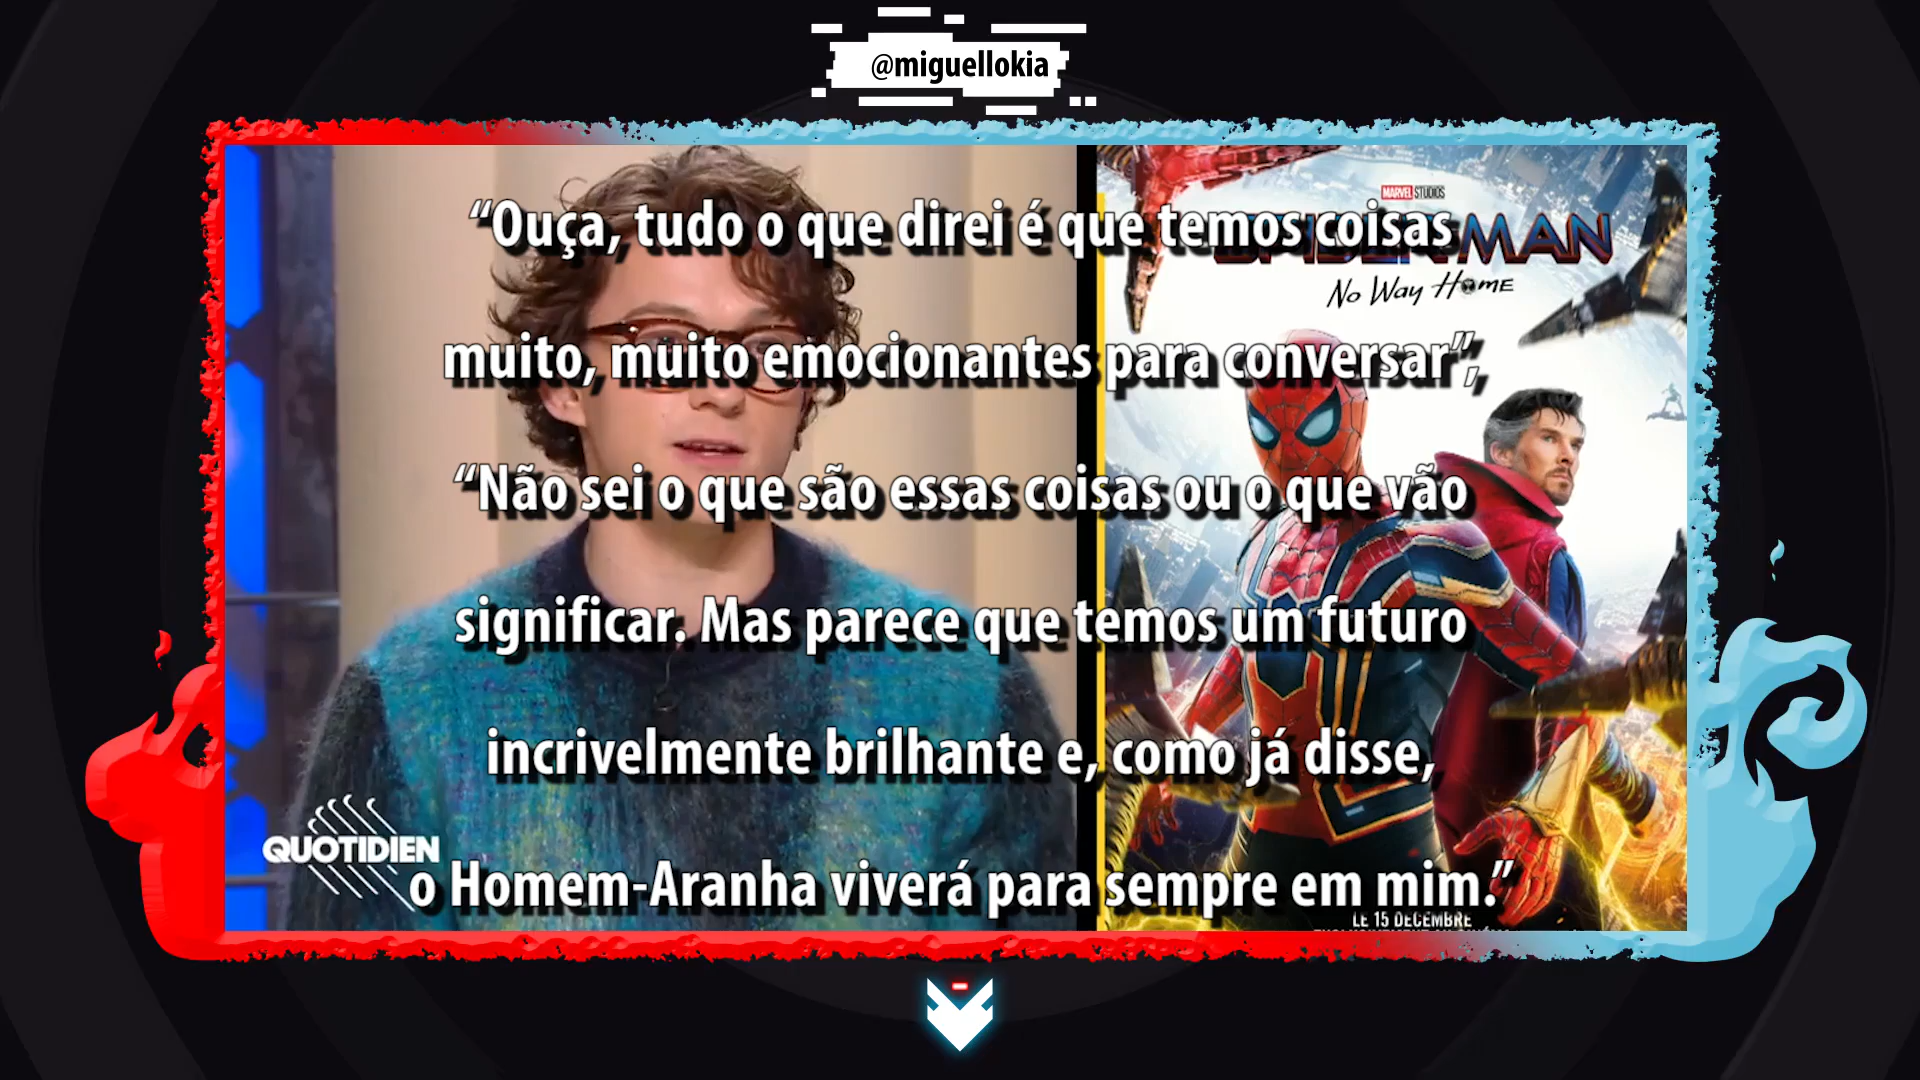 @miguellokia
MARVEL STUDIOS
SPIDER-MAN
No Way Home
“Ouça, tudo o que direi é que temos coisas
muito, muito emocionantes para conversar”,
“Não sei o que são essas coisas ou o que vão
significar. Mas parece que temos um futuro
incrivelmente brilhante e, como já disse,
o Homem-Aranha viverá para sempre em mim.”
QUOTIDIEN
LE 15 DÉCEMBRE